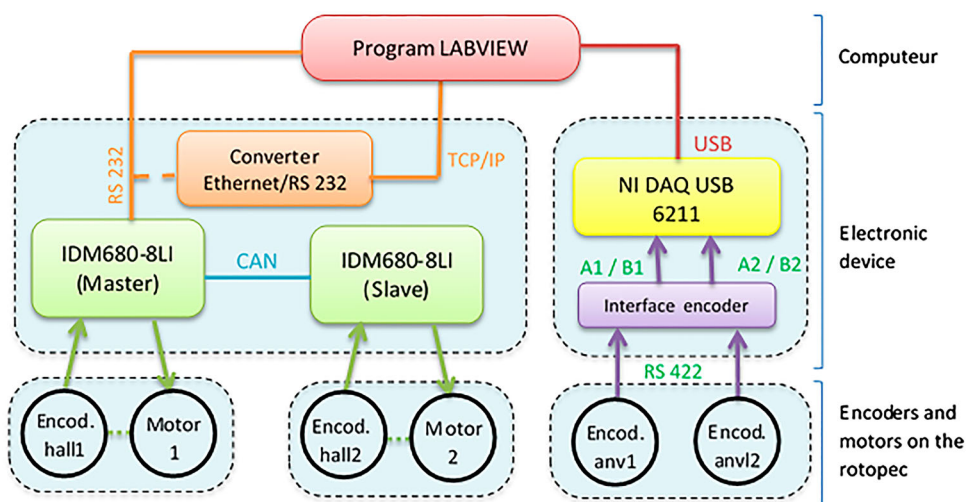 Program LABVIEW
Computeur
RS 232
Converter
Ethernet/RS 232
TCP/IP
USB
NI DAQ USB
6211
IDM680-8LI
(Master)
CAN
IDM680-8LI
(Slave)
A1 / B1
A2 / B2
Interface encoder
Electronic
device
RS 422
Encod.
hall1
Motor
1
Encod.
hall2
Motor
2
Encod.
anv1
Encod.
anvl2
Encoders and
motors on the
rotopec